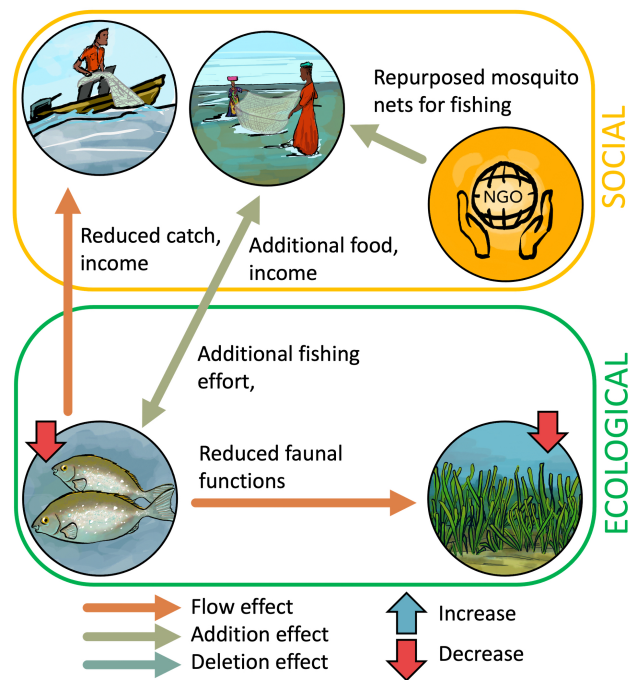 Repurposed mosquito
nets for fishing
NGO
SOCIAL
Reduced catch,
income
Additional food,
income
Additional fishing
effort,
Reduced faunal
functions
ECOLOGICAL
Flow effect
Addition effect
Deletion effect
Increase
Decrease